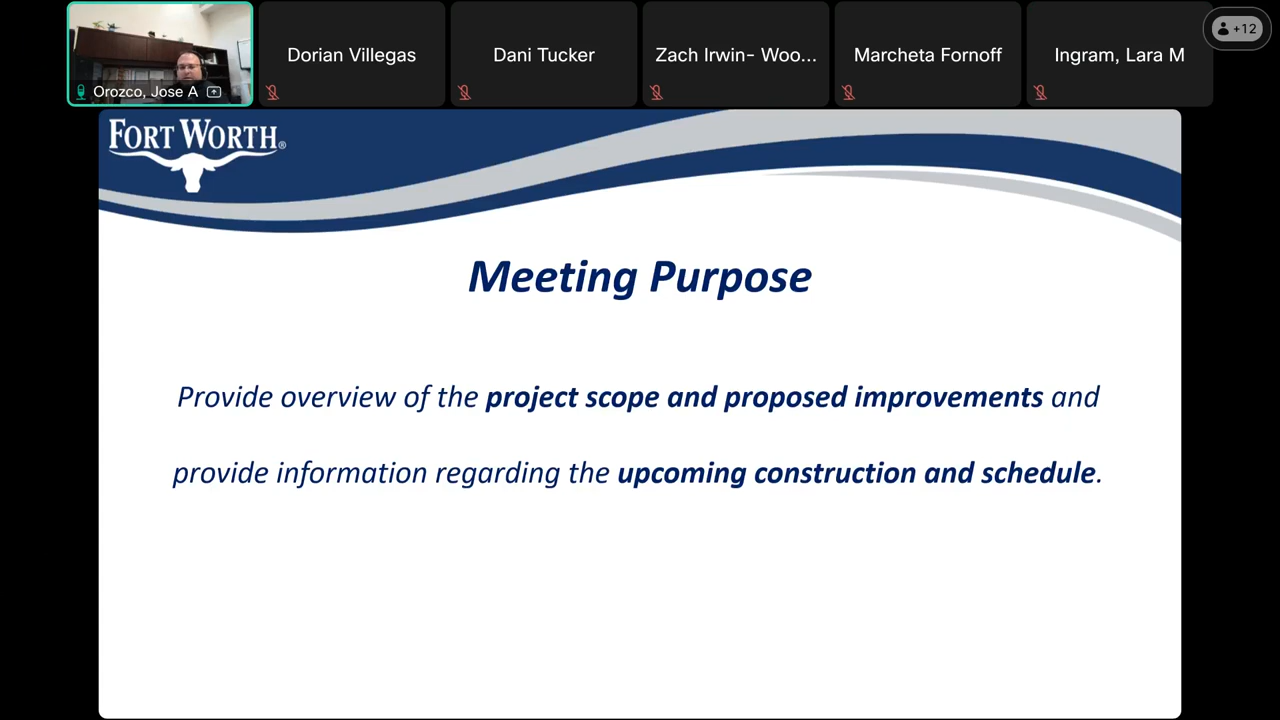 Orozco, Jose A
Dorian Villegas
Dani Tucker
Zach Irwin- Woo...
Marcheta Fornoff
Ingram, Lara M
+12
FORT WORTH®
Meeting Purpose
Provide overview of the project scope and proposed improvements and
provide information regarding the upcoming construction and schedule.